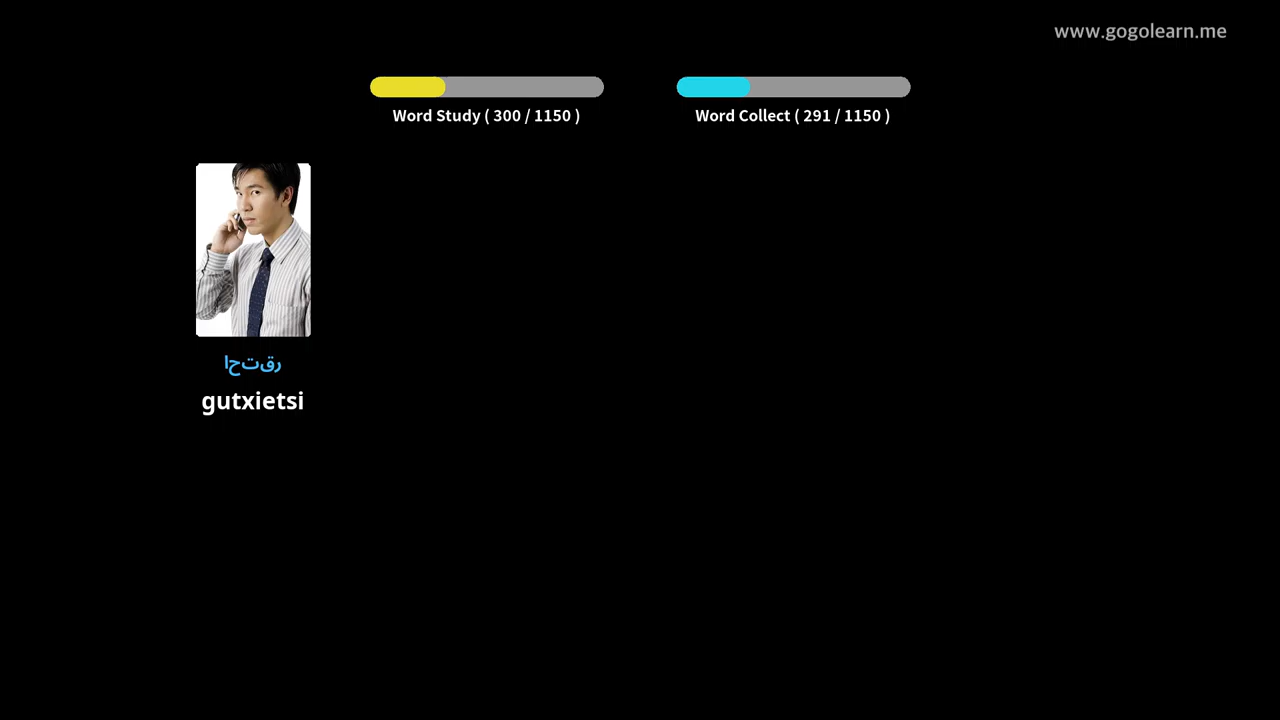 www.gogolearn.me
Word Study ( 300 / 1150 )
Word Collect ( 291 / 1150 )
احتقر
gutxietsi